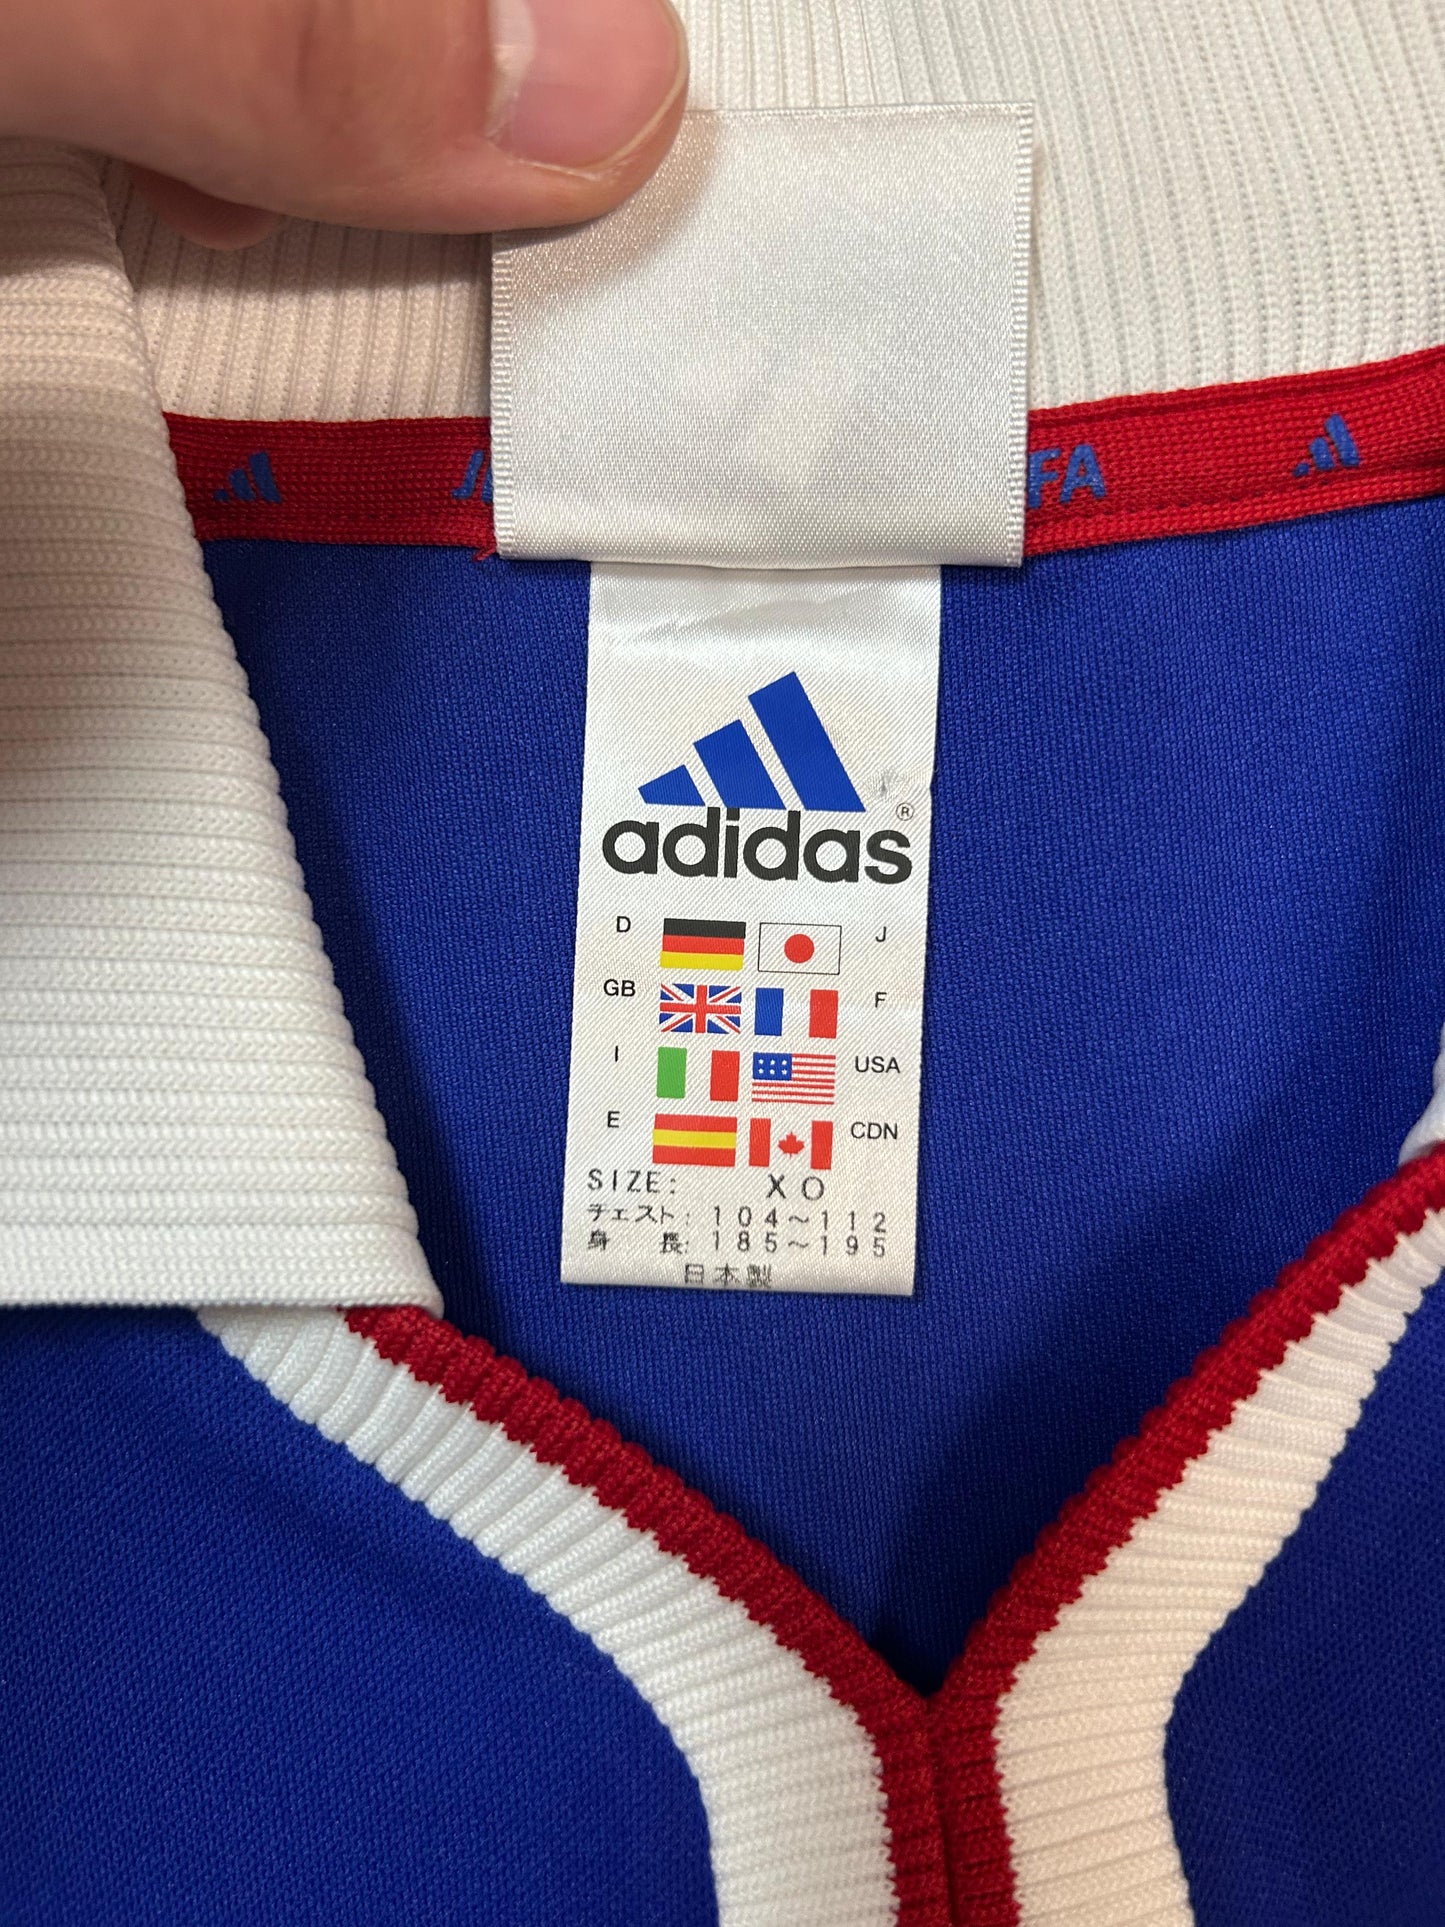 FA
adidas®
D J
GB F
I USA
E CDN
SIZE: XO
チェスト: 104~112
身 長: 185~195
日本製